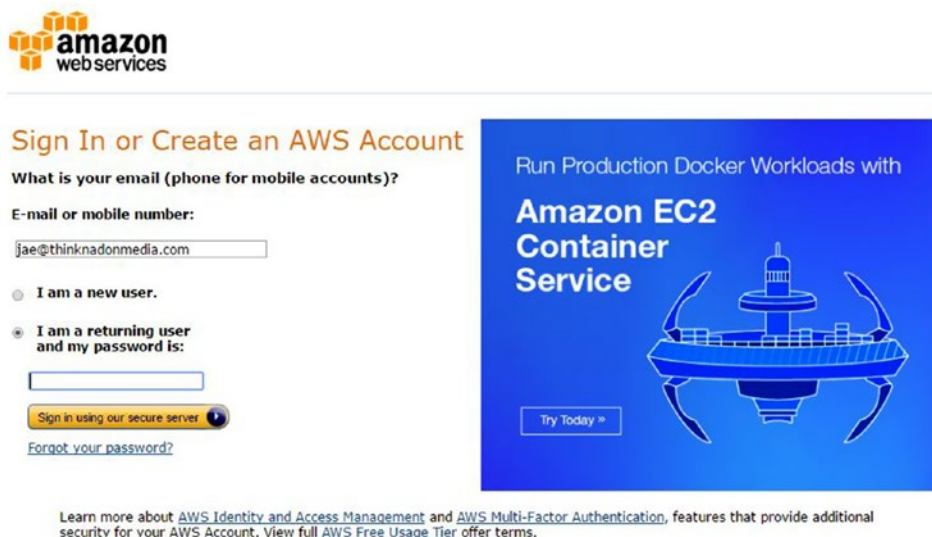 amazon
webservices
Sign In or Create an AWS Account
What is your email (phone for mobile accounts)?
E-mail or mobile number:
jae@thinknadonmedia.com
I am a new user.
I am a returning user
and my password is:
Sign in using our secure server
Forgot your password?
Run Production Docker Workloads with
Amazon EC2
Container
Service
Try Today »
Learn more about AWS Identity and Access Management and AWS Multi-Factor Authentication, features that provide additional
security for your AWS Account. View full AWS Free Usage Tier offer terms.